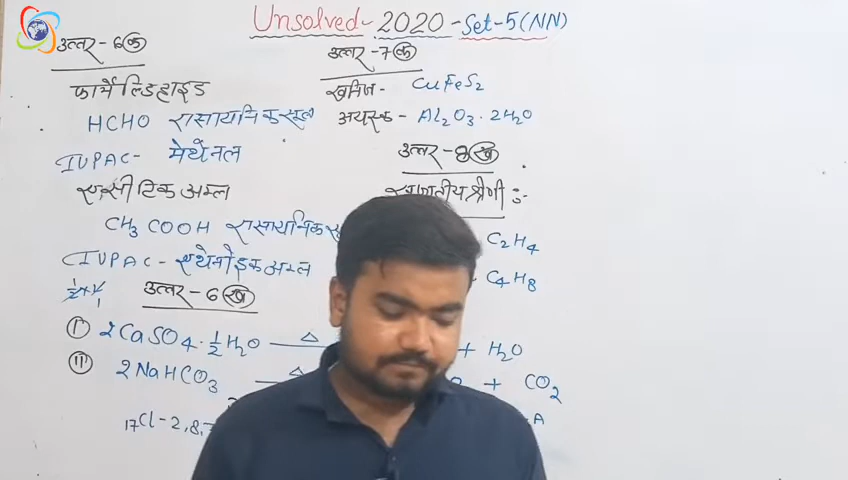 Unsolved-2020-Set-5(NN)
उत्तर-6(क)
फार्मेल्डिहाइड
HCHO रासायनिक सूत्र
IUPAC- मेथेनल
एसीटिक अम्ल
CH₃COOH रासायनिक
IUPAC- एथेनोइक अम्ल
उत्तर-6(ख)
(i) 2CaSO₄·½H₂O —△ + H₂O
(ii) 2NaHCO₃ —△ + CO₂
₁₇Cl-2,8,7 A
उत्तर-7(क)
खनिज- CuFeS₂
अयस्क- Al₂O₃·2H₂O
उत्तर-8(ख)
सजातीय श्रेणी :-
C₂H₄
C₄H₈